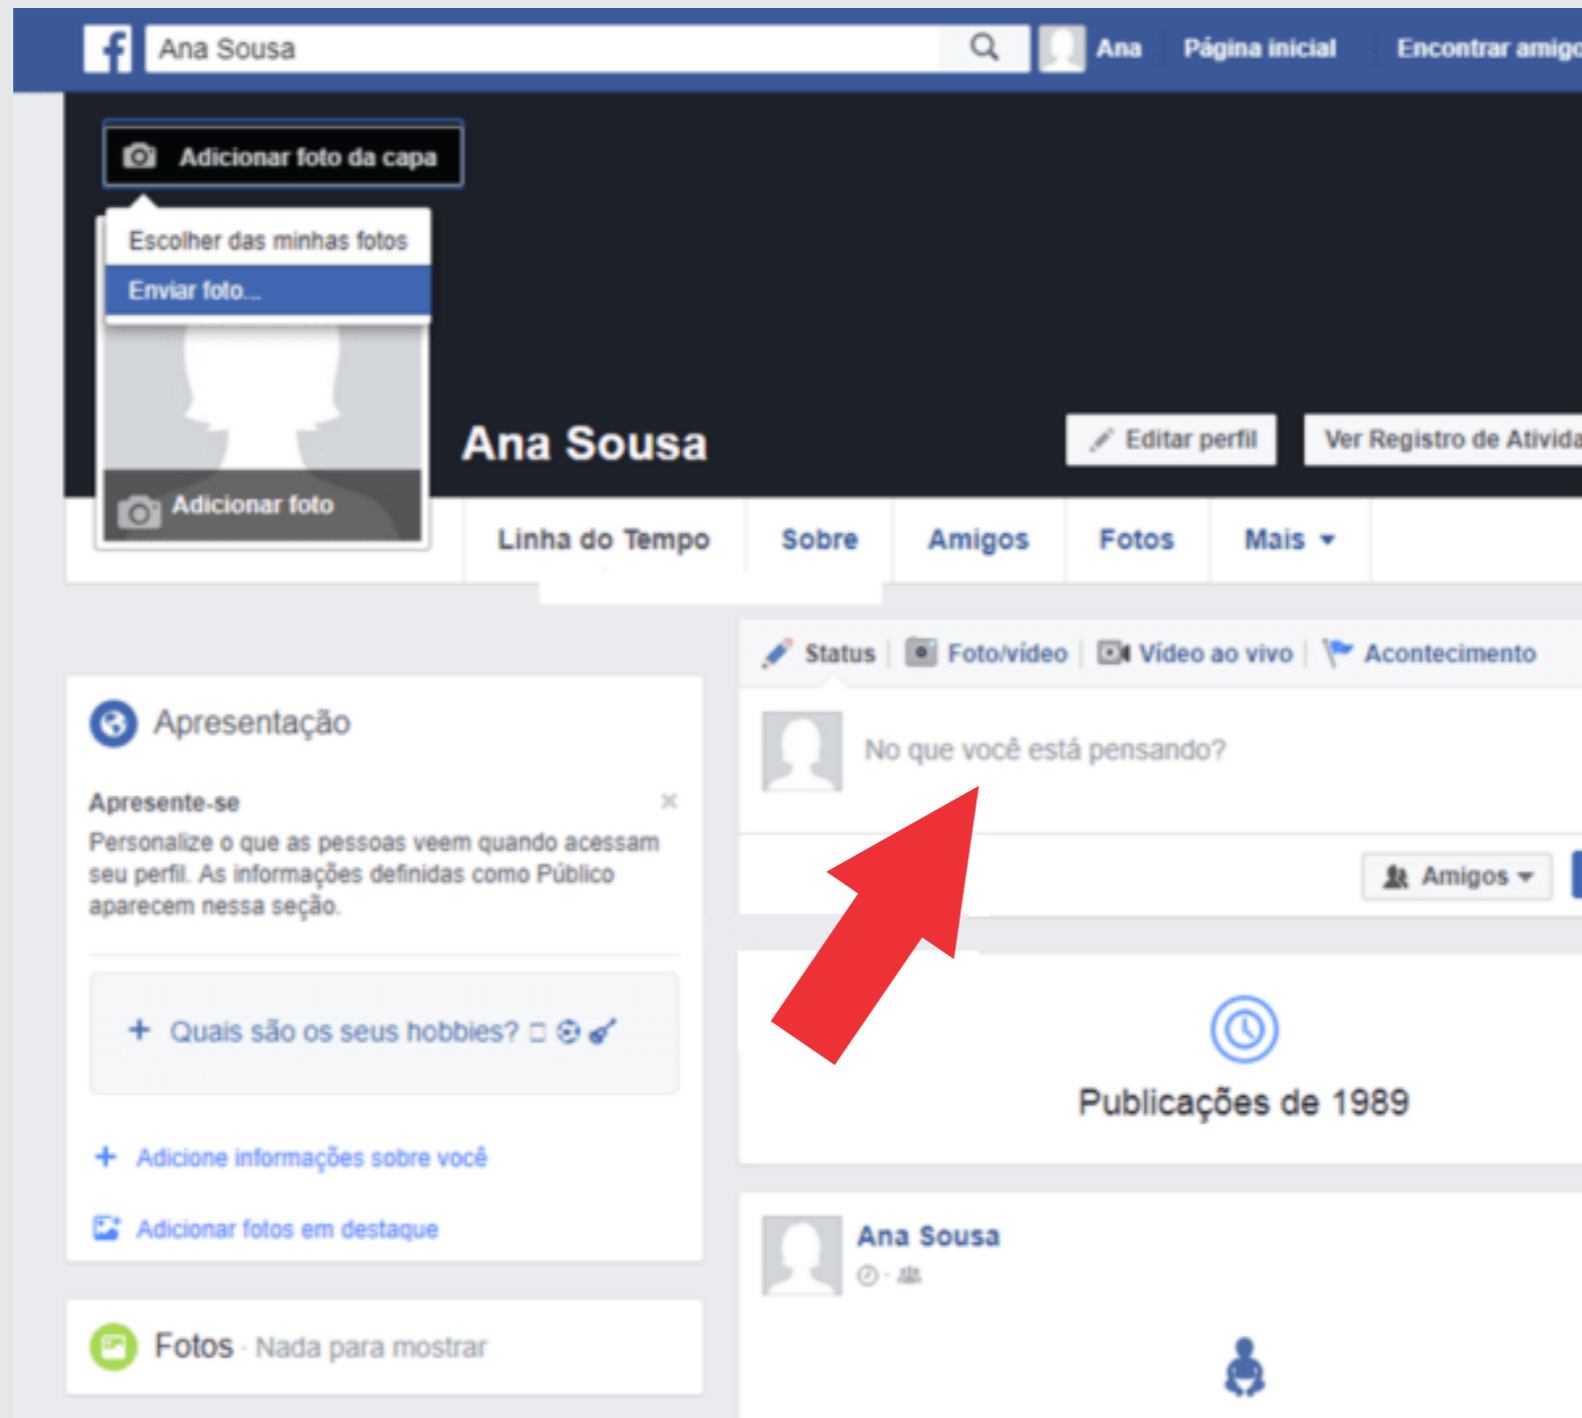 Ana Sousa
Ana
Página inicial
Encontrar amigo
Adicionar foto da capa
Escolher das minhas fotos
Enviar foto...
Ana Sousa
Editar perfil
Ver Registro de Ativida
Adicionar foto
Linha do Tempo
Sobre
Amigos
Fotos
Mais
Status
Foto/vídeo
Vídeo ao vivo
Acontecimento
No que você está pensando?
Amigos
Apresentação
Apresente-se
Personalize o que as pessoas veem quando acessam
seu perfil. As informações definidas como Público
aparecem nessa seção.
+ Quais são os seus hobbies?
+ Adicione informações sobre você
Adicionar fotos em destaque
Fotos · Nada para mostrar
Publicações de 1989
Ana Sousa